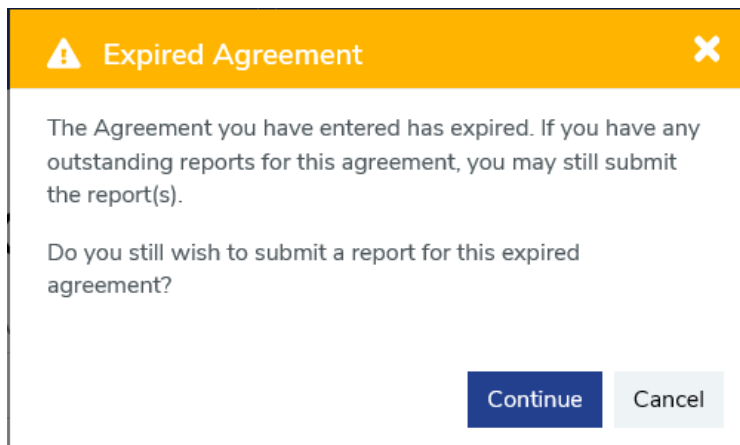 Expired Agreement
The Agreement you have entered has expired. If you have any
outstanding reports for this agreement, you may still submit
the report(s).
Do you still wish to submit a report for this expired
agreement?
Continue Cancel